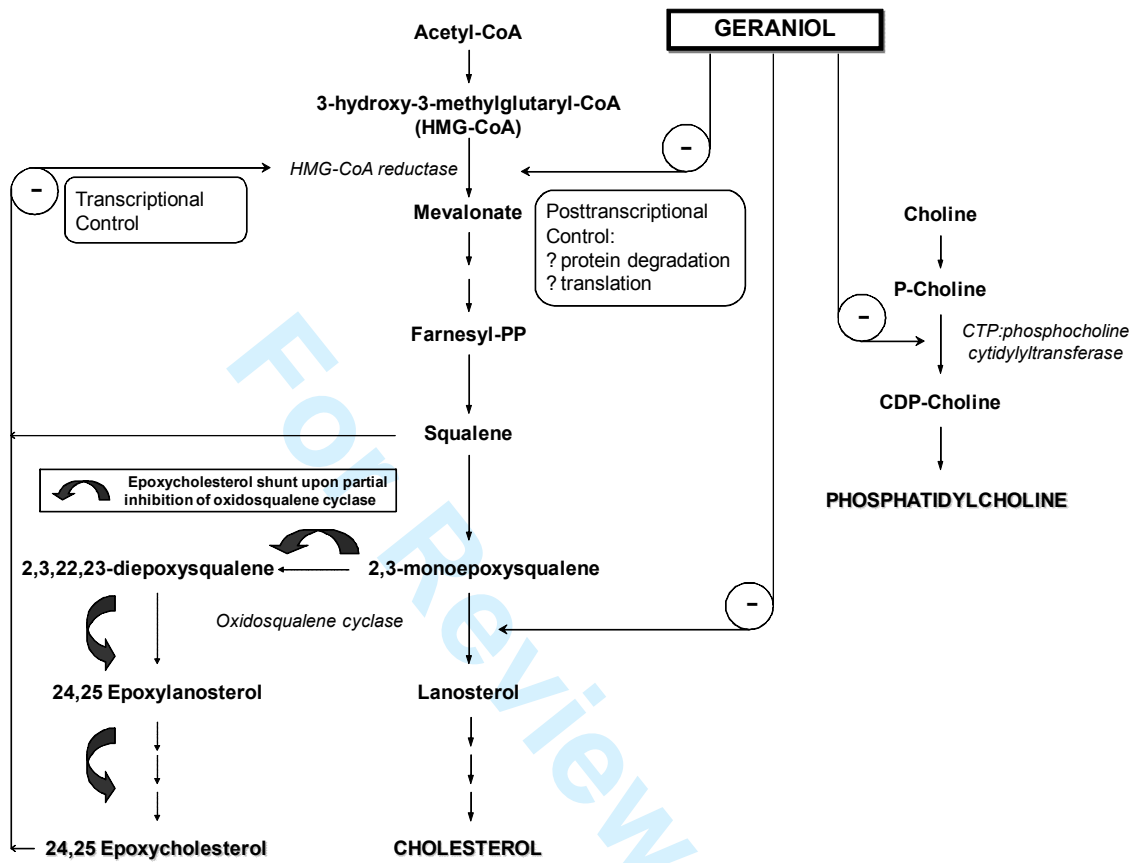 GERANIOL
Acetyl-CoA
3-hydroxy-3-methylglutaryl-CoA
(HMG-CoA)
-
HMG-CoA reductase
-
Transcriptional
Control
Mevalonate
Posttranscriptional
Control:
? protein degradation
? translation
Choline
P-Choline
-
CTP:phosphocholine
cytidylyltransferase
Farnesyl-PP
CDP-Choline
Squalene
Epoxycholesterol shunt upon partial
inhibition of oxidosqualene cyclase
PHOSPHATIDYLCHOLINE
2,3,22,23-diepoxysqualene
2,3-monoepoxysqualene
-
Oxidosqualene cyclase
24,25 Epoxylanosterol
Lanosterol
24,25 Epoxycholesterol
CHOLESTEROL
For Review